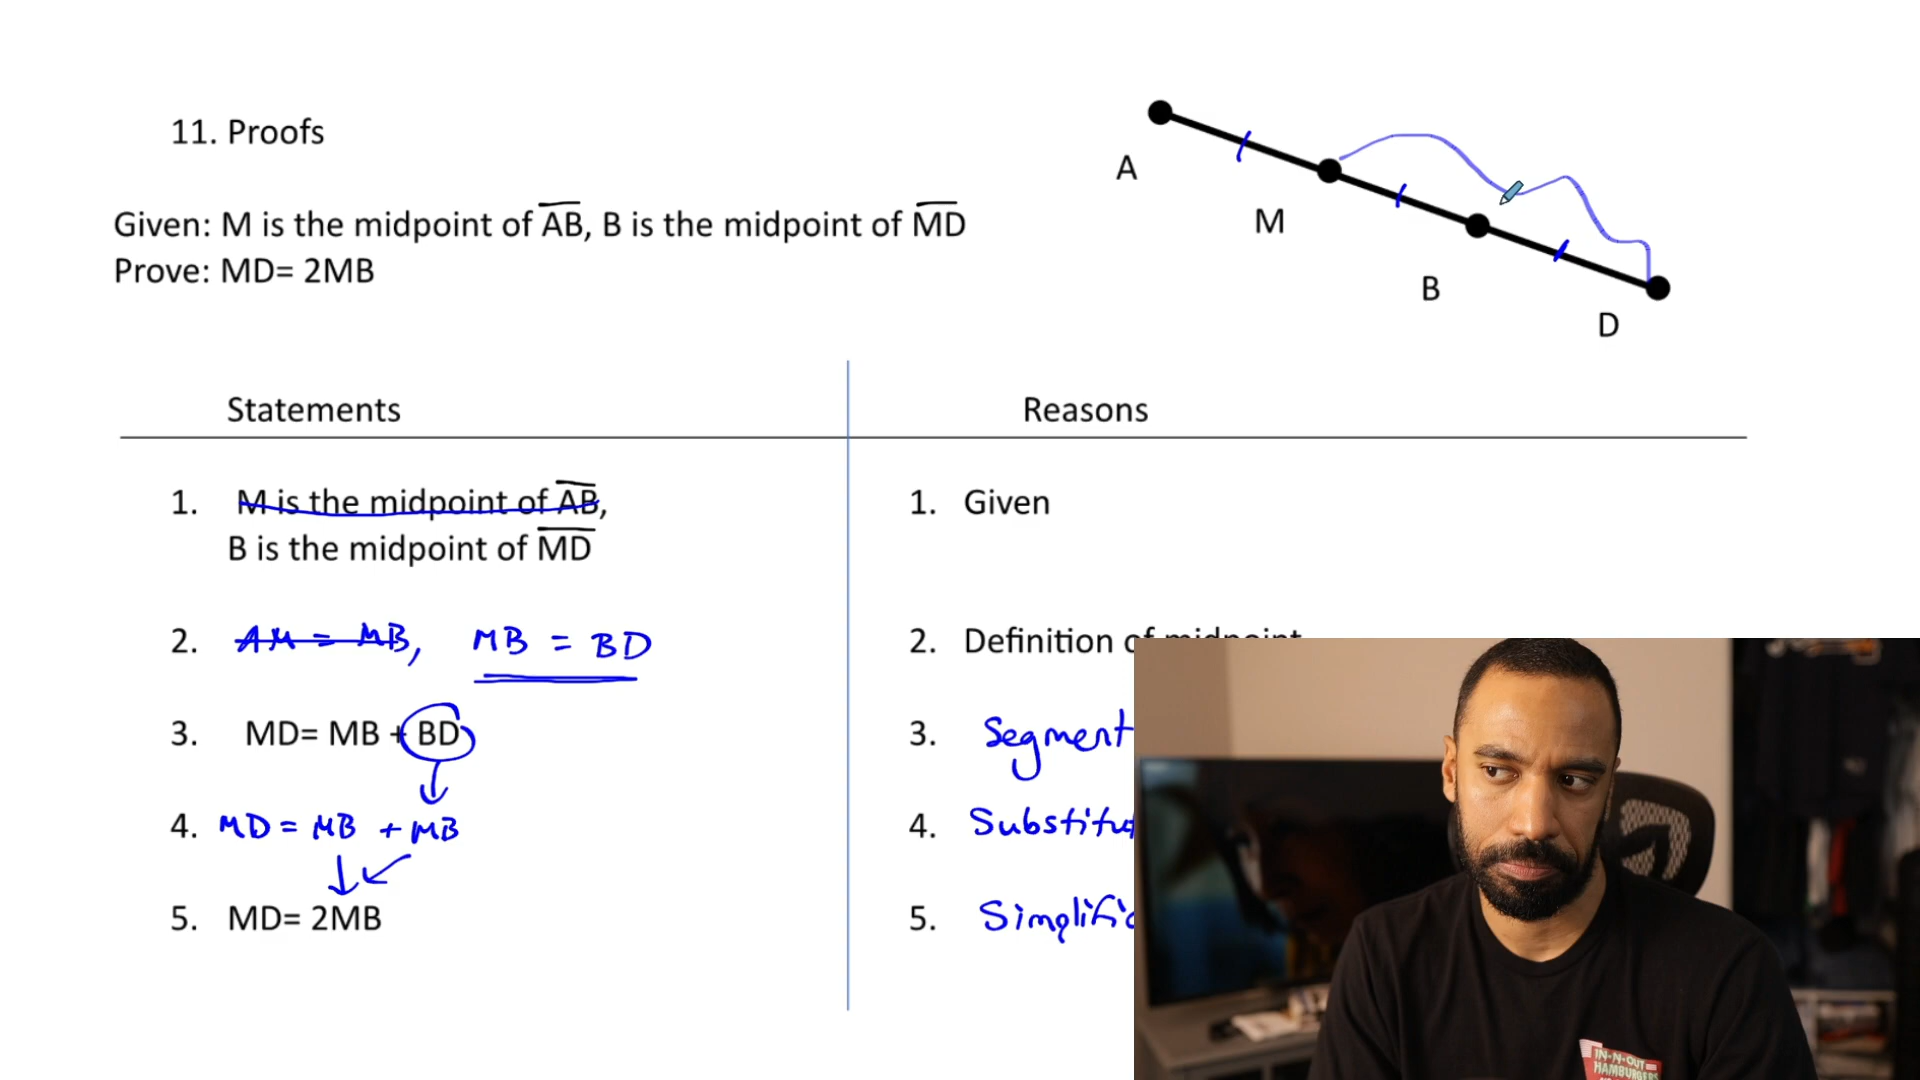 11. Proofs
Given: M is the midpoint of AB, B is the midpoint of MD
Prove: MD= 2MB
A
M
B
D
Statements
Reasons
1. M is the midpoint of AB,
B is the midpoint of MD
1. Given
2. AM = MB, MB = BD
2. Definition of midpoint
3. MD= MB + BD
3. Segment
4. MD = MB + MB
4.
5. MD= 2MB
5.
IN-N-OUT
HAMBURGERS